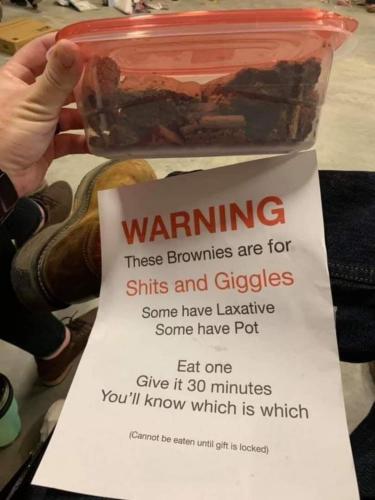 WARNING
These Brownies are for
Shits and Giggles
Some have Laxative
Some have Pot
Eat one
Give it 30 minutes
You'll know which is which
(Cannot be eaten until gift is locked)